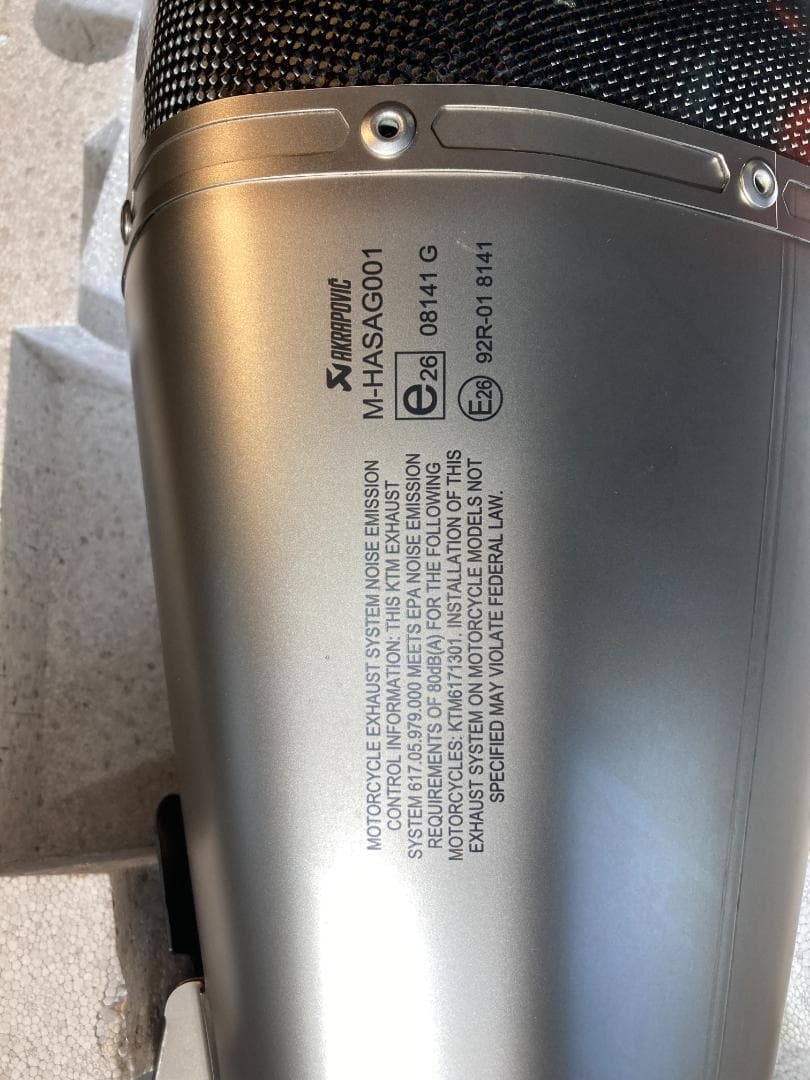 AKRAPOVIČ
M-HASAG001
e26 08141 G
E26 92R-01 8141
MOTORCYCLE EXHAUST SYSTEM NOISE EMISSION
CONTROL INFORMATION: THIS KTM EXHAUST
SYSTEM 617.05.979.000 MEETS EPA NOISE EMISSION
REQUIREMENTS OF 80dB(A) FOR THE FOLLOWING
MOTORCYCLES: KTM6171301. INSTALLATION OF THIS
EXHAUST SYSTEM ON MOTORCYCLE MODELS NOT
SPECIFIED MAY VIOLATE FEDERAL LAW.